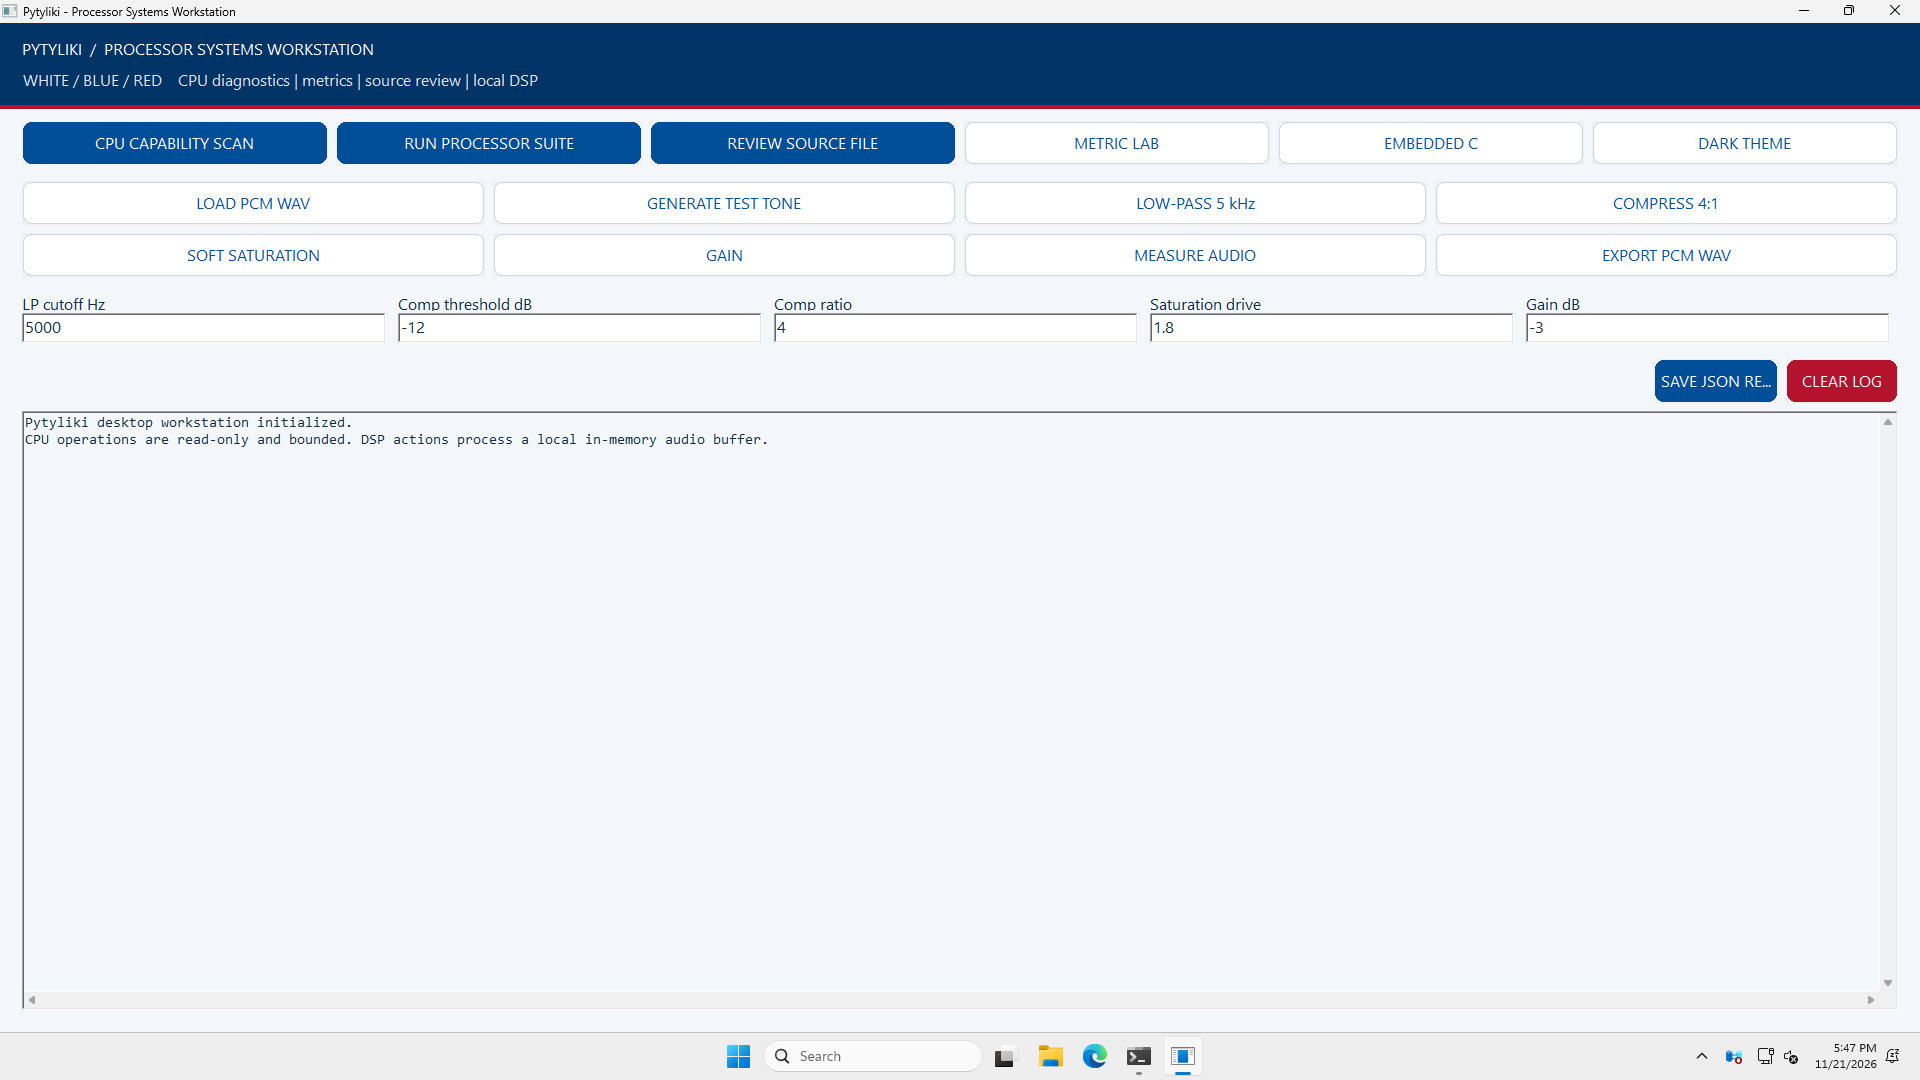 Pytyliki - Processor Systems Workstation
PYTYLIKI / PROCESSOR SYSTEMS WORKSTATION
WHITE / BLUE / RED CPU diagnostics | metrics | source review | local DSP
CPU CAPABILITY SCAN
RUN PROCESSOR SUITE
REVIEW SOURCE FILE
METRIC LAB
EMBEDDED C
DARK THEME
LOAD PCM WAV
GENERATE TEST TONE
LOW-PASS 5 kHz
COMPRESS 4:1
SOFT SATURATION
GAIN
MEASURE AUDIO
EXPORT PCM WAV
LP cutoff Hz
Comp threshold dB
Comp ratio
Saturation drive
Gain dB
5000
-12
4
1.8
-3
SAVE JSON RE...
CLEAR LOG
Pytyliki desktop workstation initialized.
CPU operations are read-only and bounded. DSP actions process a local in-memory audio buffer.
Search
5:47 PM
11/21/2026